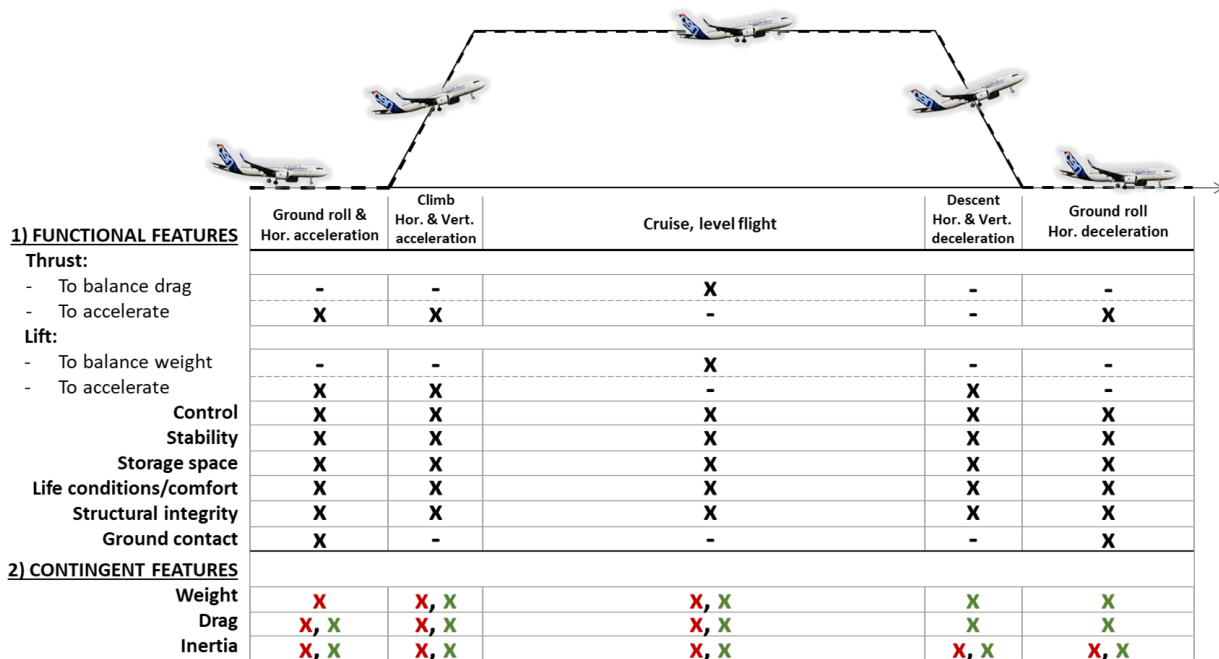 Ground roll &
Hor. acceleration
Climb
Hor. & Vert.
acceleration
Cruise, level flight
Descent
Hor. & Vert.
deceleration
Ground roll
Hor. deceleration
1) FUNCTIONAL FEATURES
Thrust:
- To balance drag - - X - -
- To accelerate X X - - X
Lift:
- To balance weight - - X - -
- To accelerate X X - X -
Control X X X X X
Stability X X X X X
Storage space X X X X X
Life conditions/comfort X X X X X
Structural integrity X X X X X
Ground contact X - - - X
2) CONTINGENT FEATURES
Weight X X, X X, X X X
Drag X, X X, X X, X X X
Inertia X, X X, X X, X X, X X, X